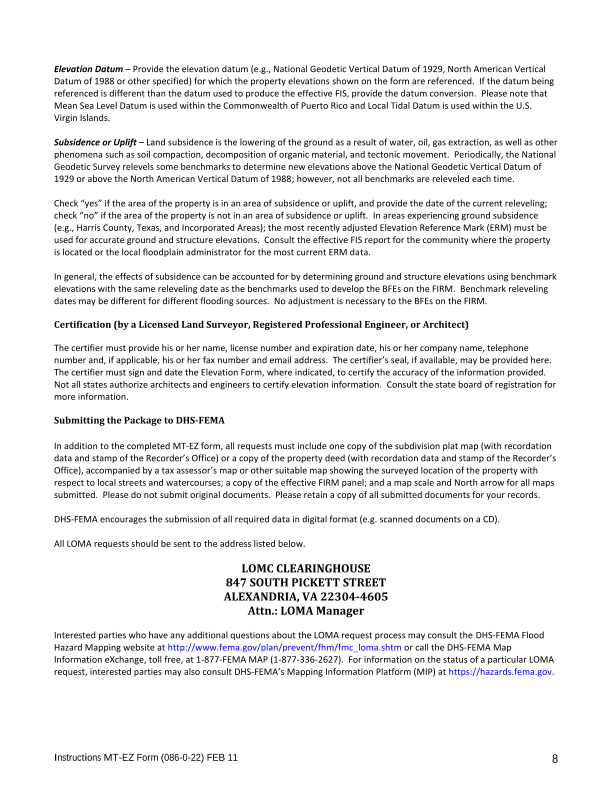 Elevation Datum – Provide the elevation datum (e.g., National Geodetic Vertical Datum of 1929, North American Vertical
Datum of 1988 or other specified) for which the property elevations shown on the form are referenced.  If the datum being
referenced is different than the datum used to produce the effective FIS, provide the datum conversion.  Please note that
Mean Sea Level Datum is used within the Commonwealth of Puerto Rico and Local Tidal Datum is used within the U.S.
Virgin Islands.
Subsidence or Uplift – Land subsidence is the lowering of the ground as a result of water, oil, gas extraction, as well as other
phenomena such as soil compaction, decomposition of organic material, and tectonic movement.  Periodically, the National
Geodetic Survey relevels some benchmarks to determine new elevations above the National Geodetic Vertical Datum of
1929 or above the North American Vertical Datum of 1988; however, not all benchmarks are releveled each time.
Check “yes” if the area of the property is in an area of subsidence or uplift, and provide the date of the current releveling;
check “no” if the area of the property is not in an area of subsidence or uplift.  In areas experiencing ground subsidence
(e.g., Harris County, Texas, and Incorporated Areas); the most recently adjusted Elevation Reference Mark (ERM) must be
used for accurate ground and structure elevations.  Consult the effective FIS report for the community where the property
is located or the local floodplain administrator for the most current ERM data.
In general, the effects of subsidence can be accounted for by determining ground and structure elevations using benchmark
elevations with the same releveling date as the benchmarks used to develop the BFEs on the FIRM.  Benchmark releveling
dates may be different for different flooding sources.  No adjustment is necessary to the BFEs on the FIRM.
Certification (by a Licensed Land Surveyor, Registered Professional Engineer, or Architect)
The certifier must provide his or her name, license number and expiration date, his or her company name, telephone
number and, if applicable, his or her fax number and email address.  The certifier’s seal, if available, may be provided here.
The certifier must sign and date the Elevation Form, where indicated, to certify the accuracy of the information provided.
Not all states authorize architects and engineers to certify elevation information.  Consult the state board of registration for
more information.
Submitting the Package to DHS-FEMA
In addition to the completed MT-EZ form, all requests must include one copy of the subdivision plat map (with recordation
data and stamp of the Recorder’s Office) or a copy of the property deed (with recordation data and stamp of the Recorder’s
Office), accompanied by a tax assessor’s map or other suitable map showing the surveyed location of the property with
respect to local streets and watercourses; a copy of the effective FIRM panel; and a map scale and North arrow for all maps
submitted.  Please do not submit original documents.  Please retain a copy of all submitted documents for your records.
DHS-FEMA encourages the submission of all required data in digital format (e.g. scanned documents on a CD).
All LOMA requests should be sent to the address listed below.
LOMC CLEARINGHOUSE
847 SOUTH PICKETT STREET
ALEXANDRIA, VA 22304-4605
Attn.: LOMA Manager
Interested parties who have any additional questions about the LOMA request process may consult the DHS-FEMA Flood
Hazard Mapping website at http://www.fema.gov/plan/prevent/fhm/fmc_loma.shtm or call the DHS-FEMA Map
Information eXchange, toll free, at 1-877-FEMA MAP (1-877-336-2627).  For information on the status of a particular LOMA
request, interested parties may also consult DHS-FEMA’s Mapping Information Platform (MIP) at https://hazards.fema.gov.
Instructions MT-EZ Form (086-0-22) FEB 11 8